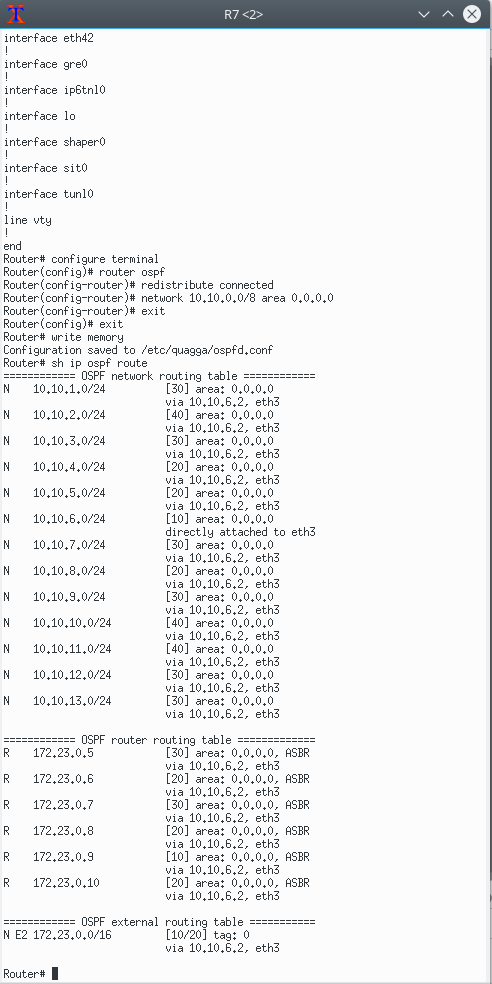 R7 <2>
interface eth42
!
interface gre0
!
interface ip6tnl0
!
interface lo
!
interface shaper0
!
interface sit0
!
interface tunl0
!
line vty
!
end
Router# configure terminal
Router(config)# router ospf
Router(config-router)# redistribute connected
Router(config-router)# network 10.10.0.0/8 area 0.0.0.0
Router(config-router)# exit
Router(config)# exit
Router# write memory
Configuration saved to /etc/quagga/ospfd.conf
Router# sh ip ospf route
============ OSPF network routing table ============
N    10.10.1.0/24          [30] area: 0.0.0.0
                           via 10.10.6.2, eth3
N    10.10.2.0/24          [40] area: 0.0.0.0
                           via 10.10.6.2, eth3
N    10.10.3.0/24          [30] area: 0.0.0.0
                           via 10.10.6.2, eth3
N    10.10.4.0/24          [20] area: 0.0.0.0
                           via 10.10.6.2, eth3
N    10.10.5.0/24          [20] area: 0.0.0.0
                           via 10.10.6.2, eth3
N    10.10.6.0/24          [10] area: 0.0.0.0
                           directly attached to eth3
N    10.10.7.0/24          [30] area: 0.0.0.0
                           via 10.10.6.2, eth3
N    10.10.8.0/24          [20] area: 0.0.0.0
                           via 10.10.6.2, eth3
N    10.10.9.0/24          [30] area: 0.0.0.0
                           via 10.10.6.2, eth3
N    10.10.10.0/24         [40] area: 0.0.0.0
                           via 10.10.6.2, eth3
N    10.10.11.0/24         [40] area: 0.0.0.0
                           via 10.10.6.2, eth3
N    10.10.12.0/24         [30] area: 0.0.0.0
                           via 10.10.6.2, eth3
N    10.10.13.0/24         [30] area: 0.0.0.0
                           via 10.10.6.2, eth3
============ OSPF router routing table =============
R    172.23.0.5            [30] area: 0.0.0.0, ASBR
                           via 10.10.6.2, eth3
R    172.23.0.6            [20] area: 0.0.0.0, ASBR
                           via 10.10.6.2, eth3
R    172.23.0.7            [30] area: 0.0.0.0, ASBR
                           via 10.10.6.2, eth3
R    172.23.0.8            [20] area: 0.0.0.0, ASBR
                           via 10.10.6.2, eth3
R    172.23.0.9            [10] area: 0.0.0.0, ASBR
                           via 10.10.6.2, eth3
R    172.23.0.10           [20] area: 0.0.0.0, ASBR
                           via 10.10.6.2, eth3
============ OSPF external routing table ===========
N E2 172.23.0.0/16         [10/20] tag: 0
                           via 10.10.6.2, eth3
Router#